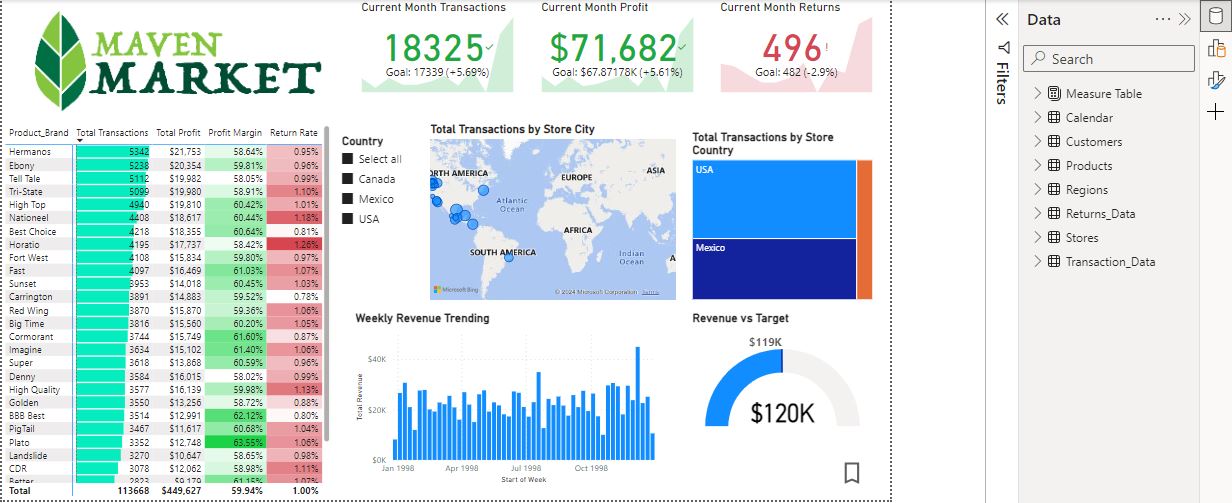 MAVEN
MARKET
Current Month Transactions
18325✓
Goal: 17339 (+5.69%)
Current Month Profit
$71,682✓
Goal: $67.87178K (+5.61%)
Current Month Returns
496!
Goal: 482 (-2.9%)
Product_Brand Total Transactions Total Profit Profit Margin Return Rate
Hermanos 5342 $21,753 58.64% 0.95%
Ebony 5238 $20,354 59.81% 0.96%
Tell Tale 5112 $19,982 58.05% 0.99%
Tri-State 5099 $19,980 58.91% 1.10%
High Top 4940 $19,810 60.42% 1.01%
Nationeel 4408 $18,617 60.44% 1.18%
Best Choice 4218 $18,355 60.64% 0.81%
Horatio 4195 $17,737 58.42% 1.26%
Fort West 4108 $15,834 59.80% 0.97%
Fast 4097 $16,469 61.03% 1.07%
Sunset 3953 $14,018 60.45% 1.03%
Carrington 3891 $14,883 59.52% 0.78%
Red Wing 3870 $15,870 59.36% 1.06%
Big Time 3816 $15,560 60.20% 1.05%
Cormorant 3744 $15,749 61.60% 0.87%
Imagine 3634 $15,102 61.40% 1.06%
Super 3618 $13,868 60.59% 0.96%
Denny 3584 $16,015 58.02% 0.99%
High Quality 3577 $16,139 59.98% 1.13%
Golden 3550 $13,256 58.72% 0.88%
BBB Best 3514 $12,991 62.12% 0.80%
PigTail 3467 $11,617 60.68% 1.04%
Plato 3352 $12,748 63.55% 1.06%
Landslide 3270 $10,647 58.65% 0.98%
CDR 3078 $12,062 58.98% 1.11%
Better 2823 $9,179 61.15% 1.07%
Total 113668 $449,627 59.94% 1.00%
Country
Select all
Canada
Mexico
USA
Total Transactions by Store City
ORTH AMERICA
EUROPE
ASIA
Atlantic
Ocean
AFRICA
SOUTH AMERICA
Indian
Ocean
A
Microsoft Bing
© 2024 Microsoft Corporation Terms
Total Transactions by Store
Country
USA
Mexico
Weekly Revenue Trending
Total Revenue
$40K
$20K
$0K
Jan 1998 Apr 1998 Jul 1998 Oct 1998
Start of Week
Revenue vs Target
$119K
$120K
Filters
Data
Search
Measure Table
Calendar
Customers
Products
Regions
Returns_Data
Stores
Transaction_Data